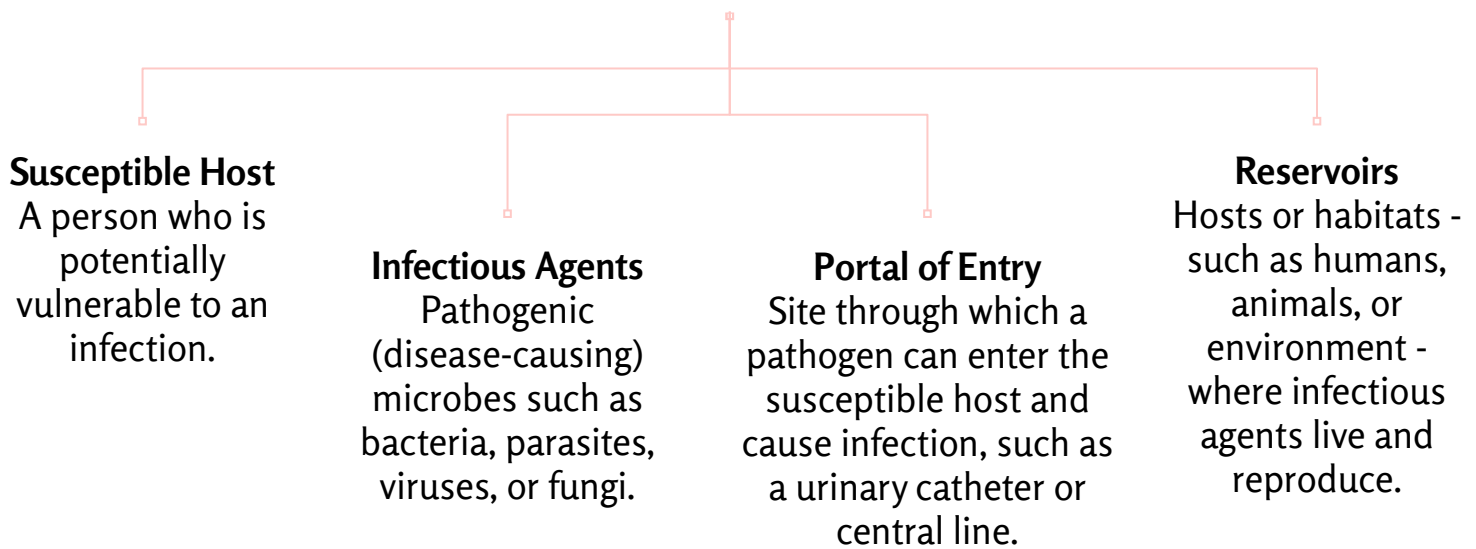 Susceptible Host
A person who is
potentially
vulnerable to an
infection.
Infectious Agents
Pathogenic
(disease-causing)
microbes such as
bacteria, parasites,
viruses, or fungi.
Portal of Entry
Site through which a
pathogen can enter the
susceptible host and
cause infection, such as
a urinary catheter or
central line.
Reservoirs
Hosts or habitats -
such as humans,
animals, or
environment -
where infectious
agents live and
reproduce.